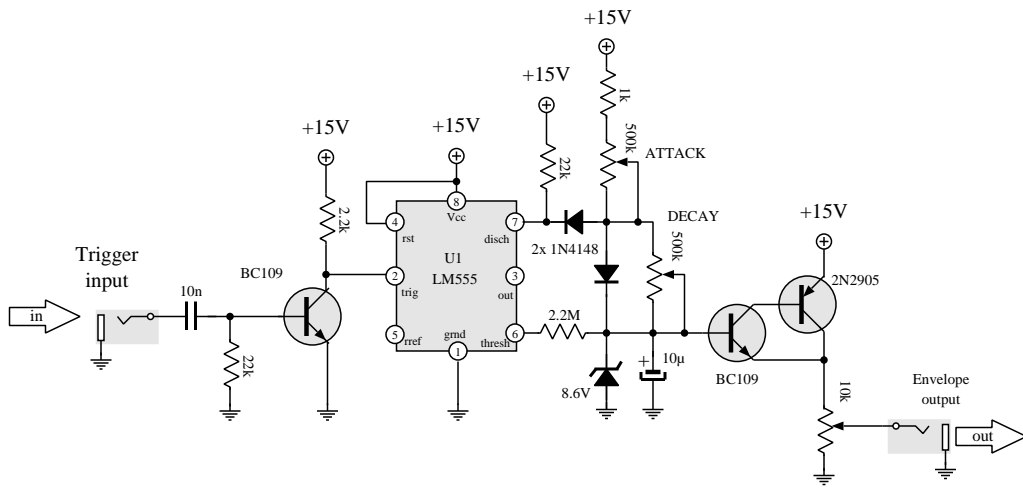 +15V
+15V
1k
500k
ATTACK
+15V
+15V
22k
2.2k
8
Vcc
4
rst
7
disch
2x 1N4148
DECAY
500k
+15V
U1
LM555
Trigger
input
BC109
2
trig
3
out
2N2905
in
10n
5
rref
grnd
1
6
thresh
2.2M
22k
8.6V
+
10µ
BC109
10k
Envelope
output
out